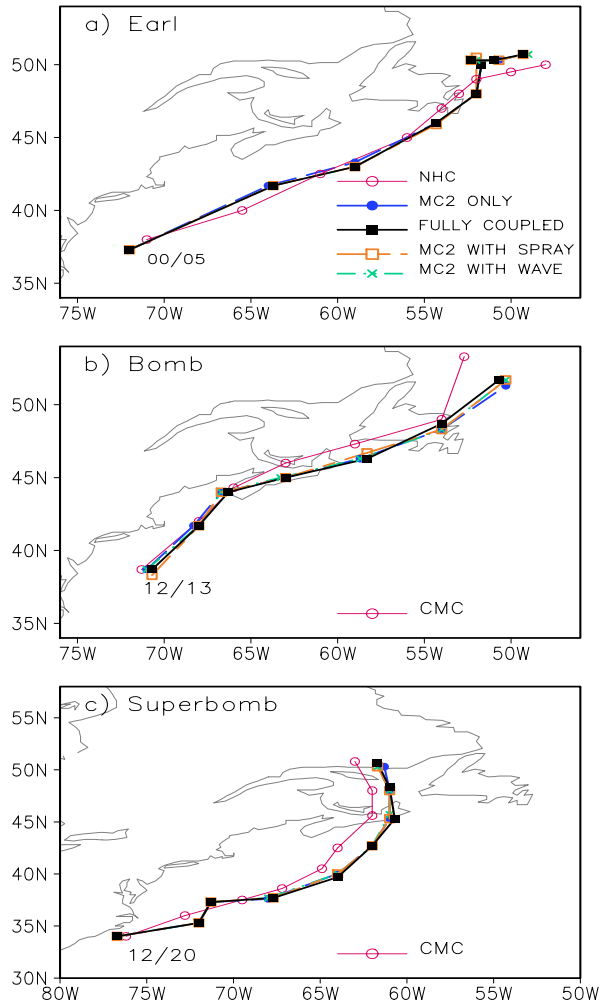 a) Earl
50N
45N
40N
35N
NHC
MC2 ONLY
FULLY COUPLED
MC2 WITH SPRAY
MC2 WITH WAVE
00/05
75W 70W 65W 60W 55W 50W
b) Bomb
50N
45N
40N
35N
12/13
CMC
75W 70W 65W 60W 55W 50W
c) Superbomb
55N
50N
45N
40N
35N
30N
12/20
CMC
80W 75W 70W 65W 60W 55W 50W